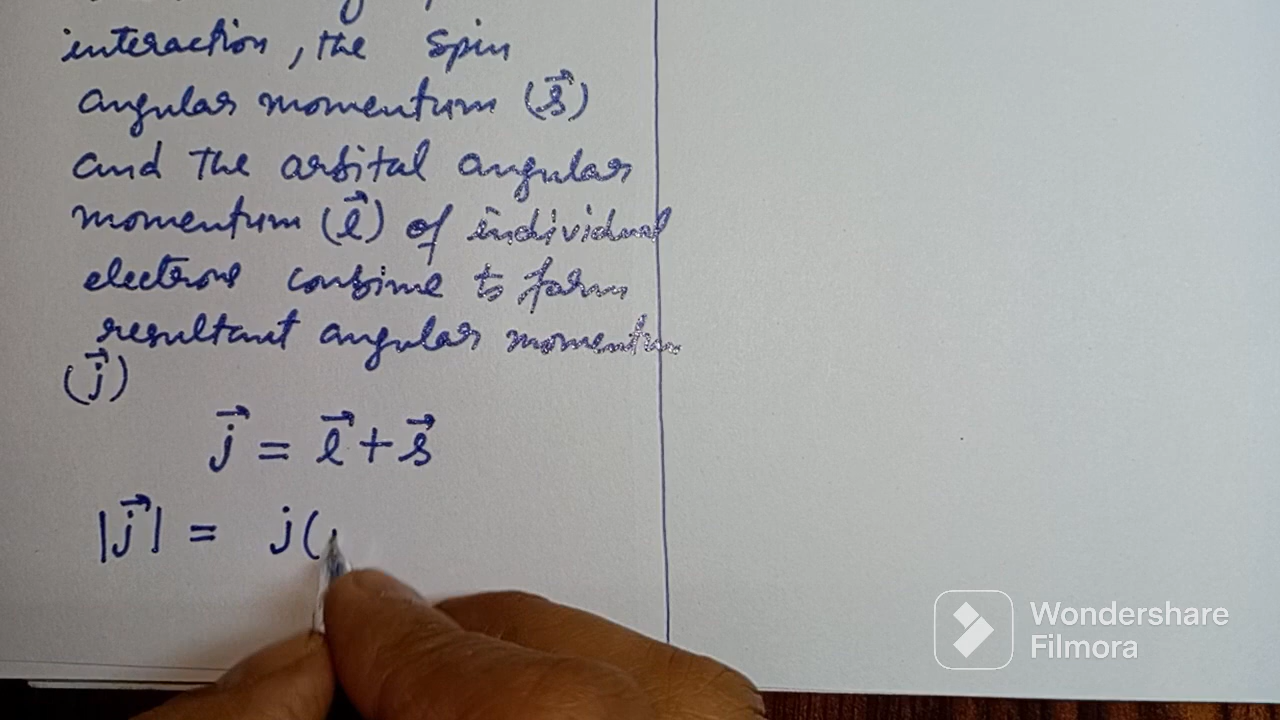 interaction, the spin
angular momentum (s⃗)
and the orbital angular
momentum (l⃗) of individual
electrons combine to form
resultant angular momentum
(j⃗)
j⃗ = l⃗ + s⃗
|j⃗| = j(
Wondershare
Filmora